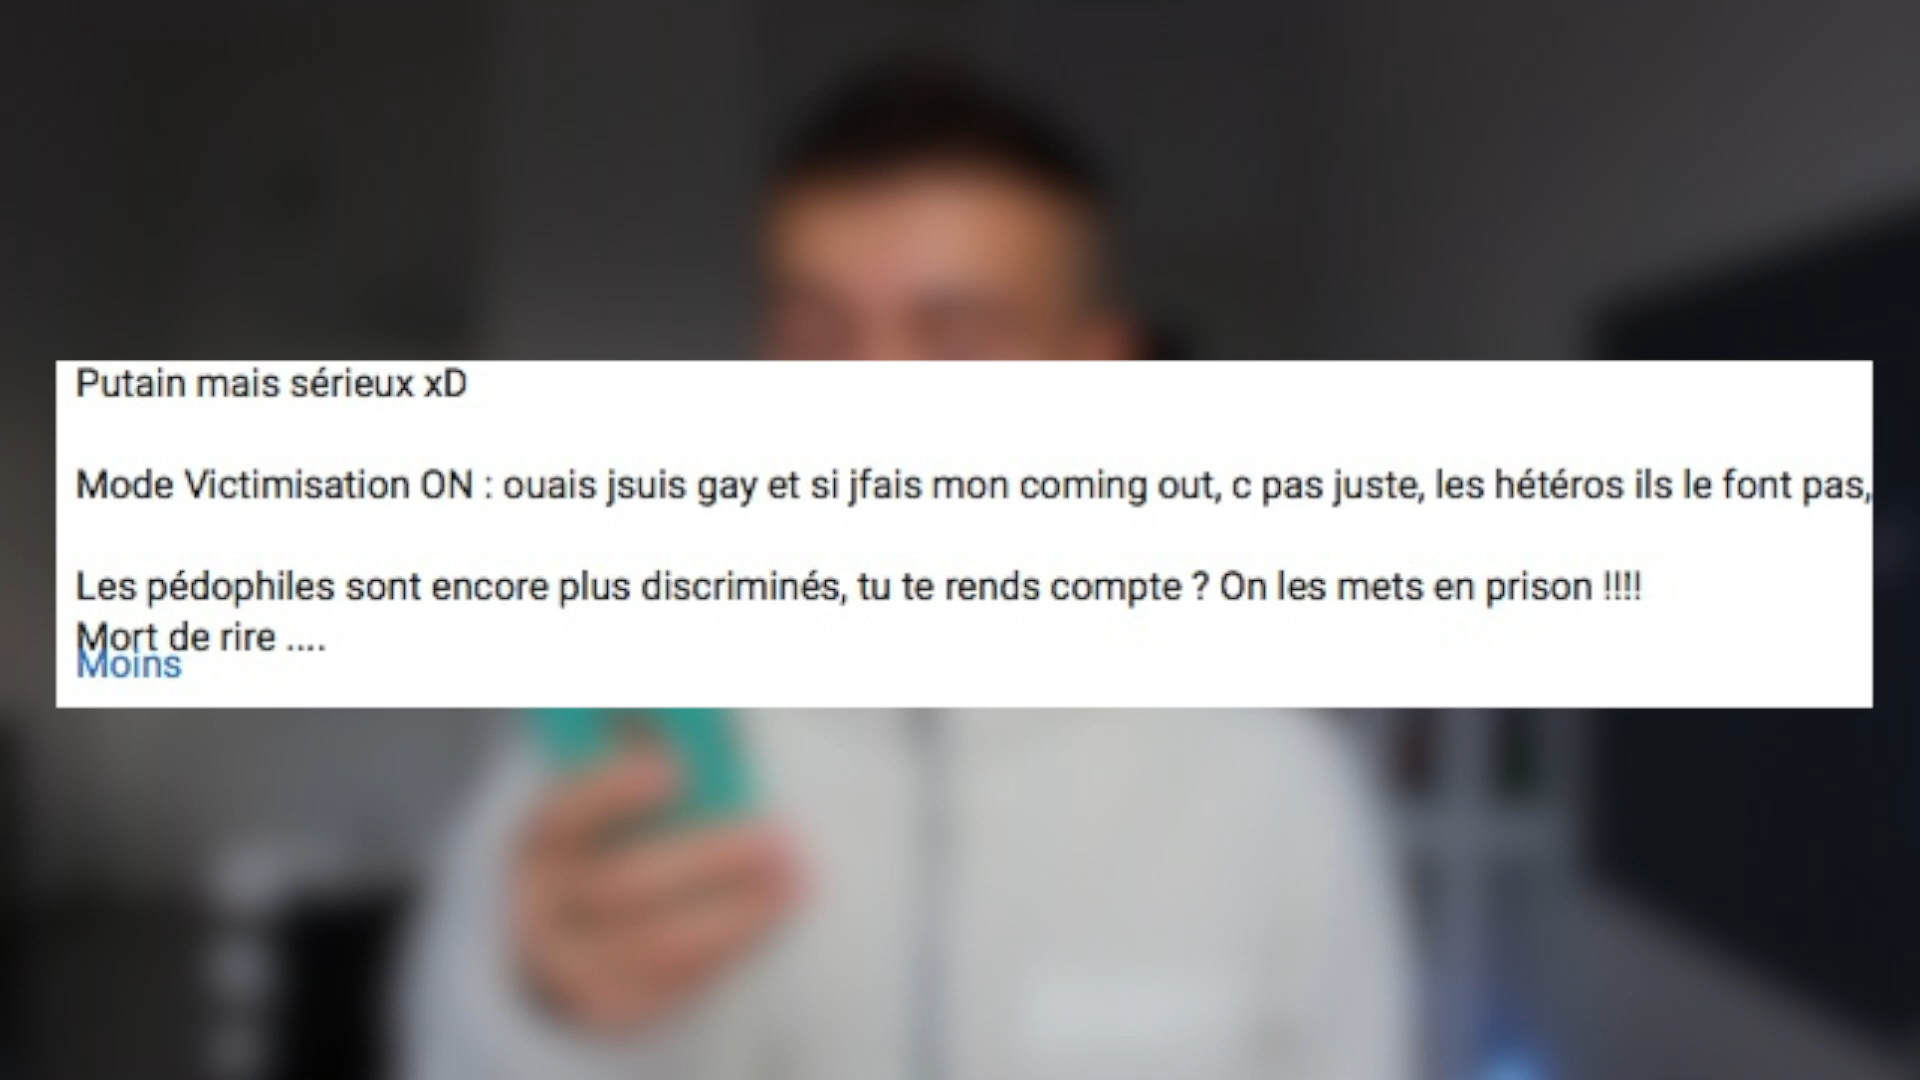 Putain mais sérieux xD
Mode Victimisation ON : ouais jsuis gay et si jfais mon coming out, c pas juste, les hétéros ils le font pas,
Les pédophiles sont encore plus discriminés, tu te rends compte ? On les mets en prison !!!!
Mort de rire ....
Moins